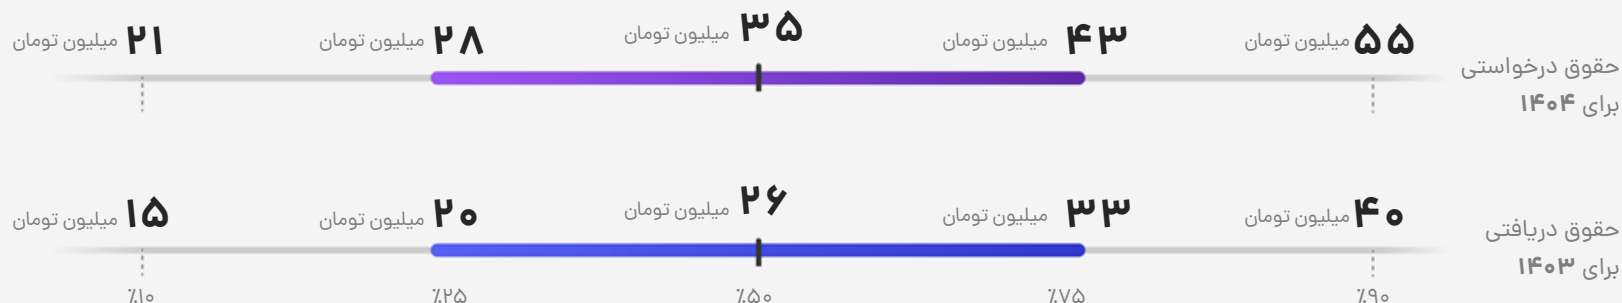 ۲۱ میلیون تومان
۲۸ میلیون تومان
۳۵ میلیون تومان
۴۳ میلیون تومان
۵۵ میلیون تومان
حقوق درخواستی
برای ۱۴۰۴
۱۵ میلیون تومان
۲۰ میلیون تومان
۲۶ میلیون تومان
۳۳ میلیون تومان
۴۰ میلیون تومان
حقوق دریافتی
برای ۱۴۰۳
٪۱۰ ٪۲۵ ٪۵۰ ٪۷۵ ٪۹۰